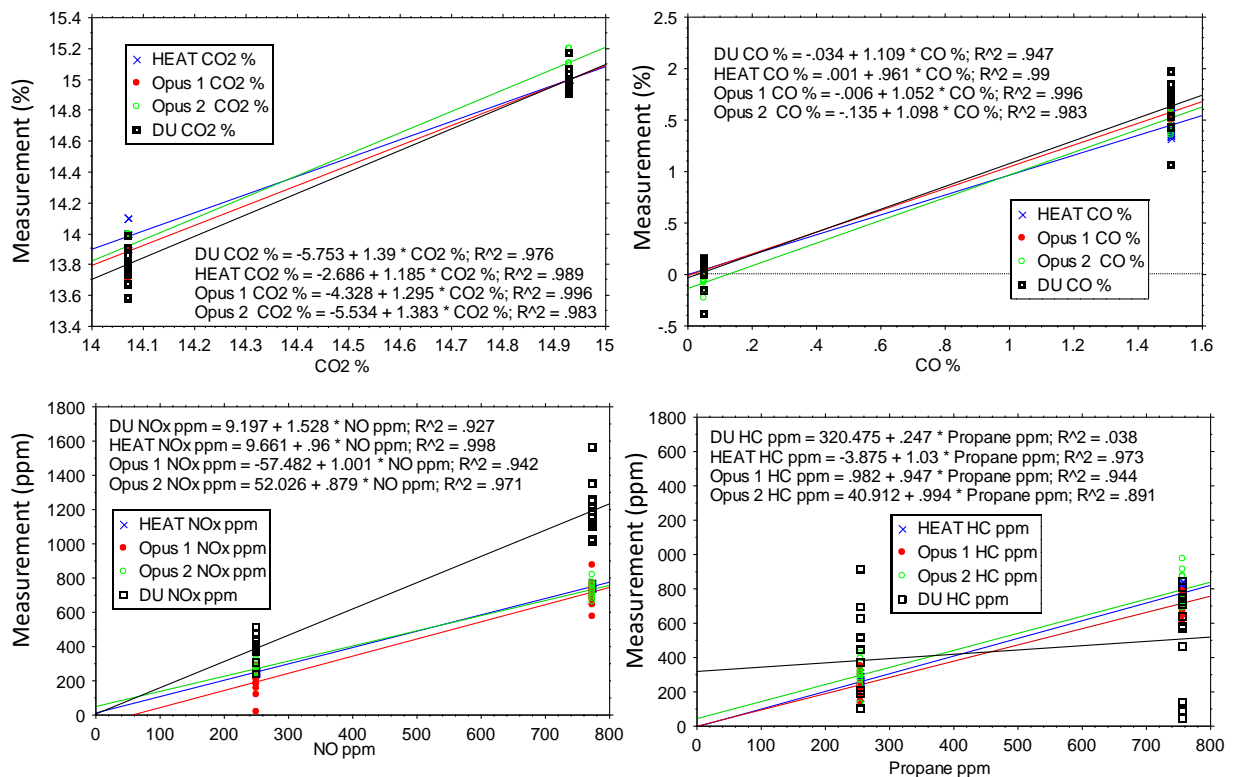 Measurement (%)
15.4
15.2
15
14.8
14.6
14.4
14.2
14
13.8
13.6
13.4
HEAT CO2 %
Opus 1 CO2 %
Opus 2 CO2 %
DU CO2 %
DU CO2 % = -5.753 + 1.39 * CO2 %; R^2 = .976
HEAT CO2 % = -2.686 + 1.185 * CO2 %; R^2 = .989
Opus 1 CO2 % = -4.328 + 1.295 * CO2 %; R^2 = .996
Opus 2 CO2 % = -5.534 + 1.383 * CO2 %; R^2 = .983
14 14.1 14.2 14.3 14.4 14.5 14.6 14.7 14.8 14.9 15
CO2 %
Measurement (%)
2.5
2
.5
1
.5
0
-.5
DU CO % = -.034 + 1.109 * CO %; R^2 = .947
HEAT CO % = .001 + .961 * CO %; R^2 = .99
Opus 1 CO % = -.006 + 1.052 * CO %; R^2 = .996
Opus 2 CO % = -.135 + 1.098 * CO %; R^2 = .983
HEAT CO %
Opus 1 CO %
Opus 2 CO %
DU CO %
0 .2 .4 .6 .8 1 1.2 1.4 1.6
CO %
Measurement (ppm)
1800
1600
1400
1200
1000
800
600
400
200
0
DU NOx ppm = 9.197 + 1.528 * NO ppm; R^2 = .927
HEAT NOx ppm = 9.661 + .96 * NO ppm; R^2 = .998
Opus 1 NOx ppm = -57.482 + 1.001 * NO ppm; R^2 = .942
Opus 2 NOx ppm = 52.026 + .879 * NO ppm; R^2 = .971
HEAT NOx ppm
Opus 1 NOx ppm
Opus 2 NOx ppm
DU NOx ppm
0 100 200 300 400 500 600 700 800
NO ppm
Measurement (ppm)
1800
600
400
200
000
800
600
400
200
0
DU HC ppm = 320.475 + .247 * Propane ppm; R^2 = .038
HEAT HC ppm = -3.875 + 1.03 * Propane ppm; R^2 = .973
Opus 1 HC ppm = .982 + .947 * Propane ppm; R^2 = .944
Opus 2 HC ppm = 40.912 + .994 * Propane ppm; R^2 = .891
HEAT HC ppm
Opus 1 HC ppm
Opus 2 HC ppm
DU HC ppm
0 100 200 300 400 500 600 700 800
Propane ppm